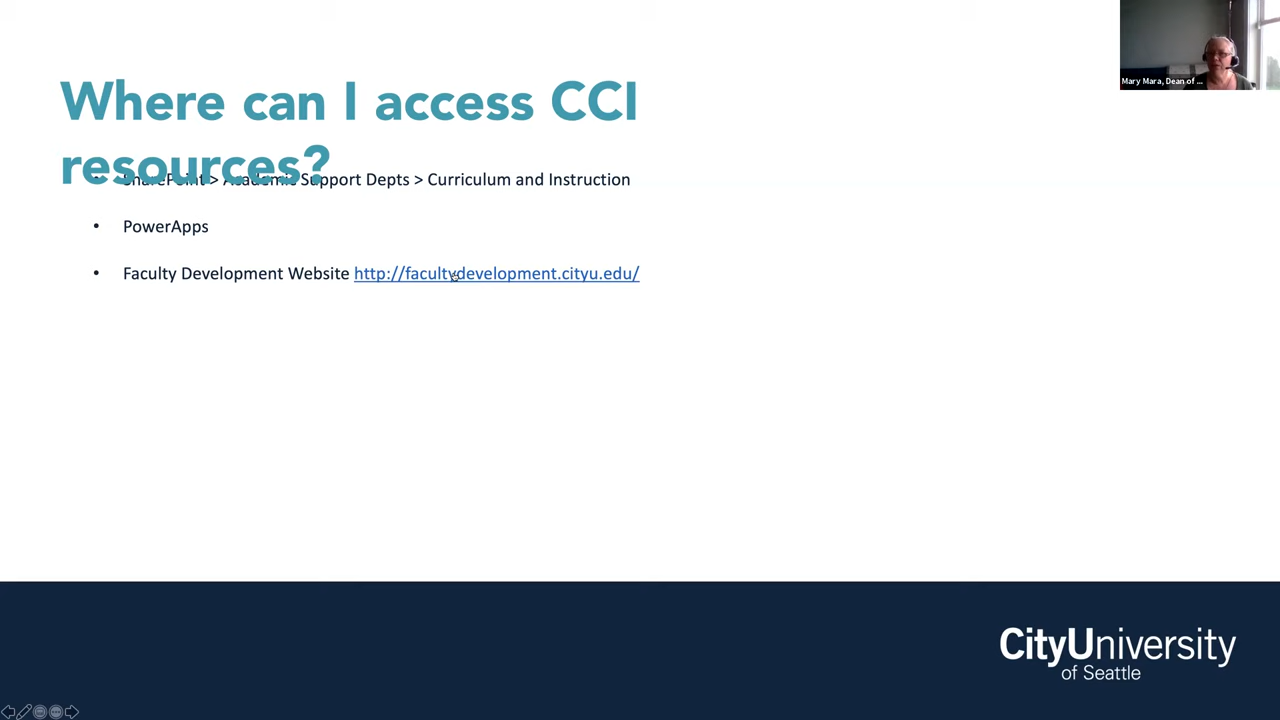 Mary Mara, Dean of ...
Where can I access CCI
resources?
• SharePoint > Academic Support Depts > Curriculum and Instruction
• PowerApps
• Faculty Development Website http://facultydevelopment.cityu.edu/
CityUniversity
of Seattle